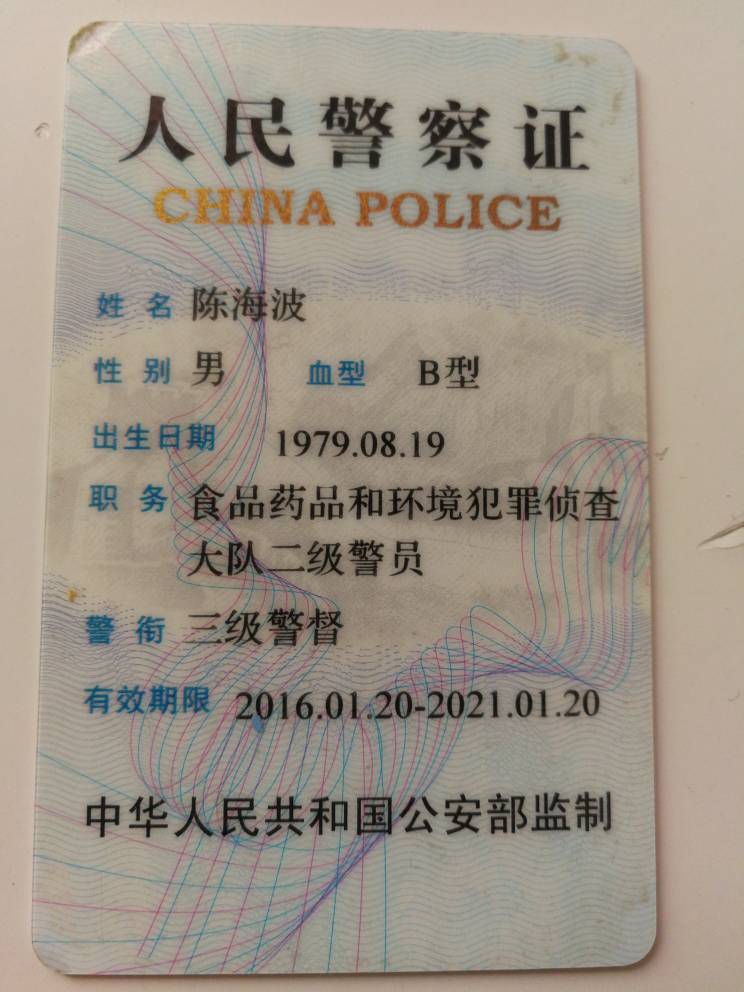 人民警察证
CHINA POLICE
姓 名 陈海波
性 别 男 血型 B型
出生日期 1979.08.19
职 务 食品药品和环境犯罪侦查
大队二级警员
警 衔 三级警督
有效期限 2016.01.20-2021.01.20
中华人民共和国公安部监制